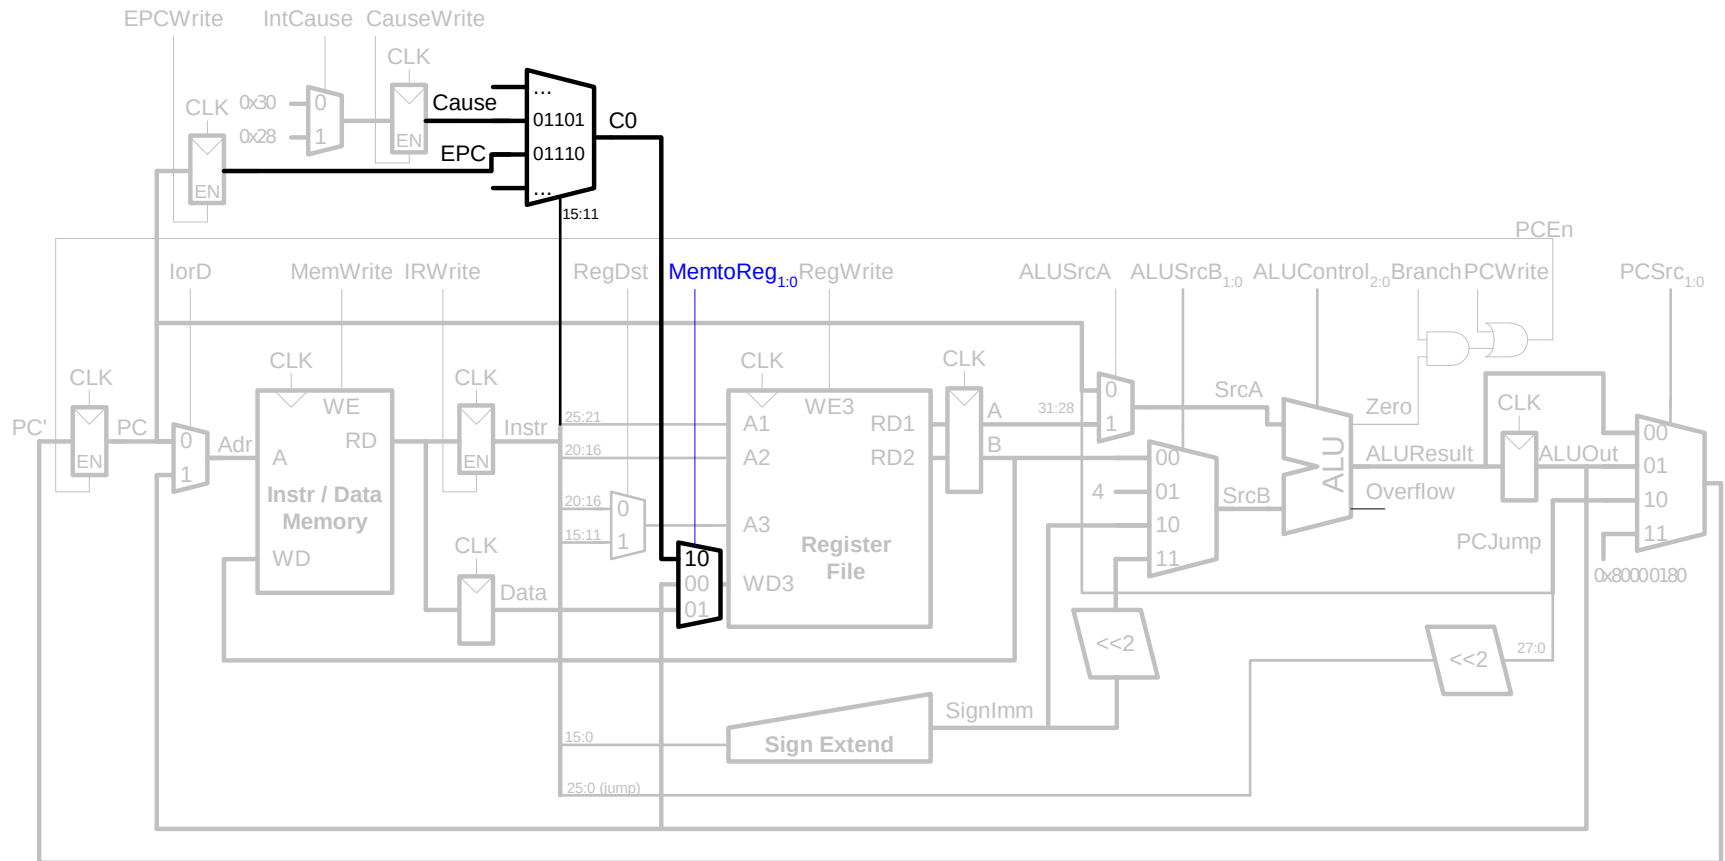 EPCWrite IntCause CauseWrite
CLK
...
0x30 0 Cause 01101 C0
CLK
0x28 1 EN
EPC 01110
EN ...
15:11
PCEn
IorD MemWrite IRWrite RegDst MemtoReg1:0 RegWrite ALUSrcA ALUSrcB1:0 ALUControl2:0 Branch PCWrite PCSrc1:0
CLK CLK CLK
CLK CLK 0 SrcA CLK
WE WE3 A 31:28 Zero
25:21 A1 RD1 1
PC' PC 0 Adr RD Instr B 00
EN 1 A EN 20:16 A2 RD2 00 ALU ALUResult ALUOut 01
Instr / Data Memory 4 01 SrcB Overflow 10
20:16 0 A3 10 PCJump 11
15:11 1 Register File 11 0x80000180
WD CLK 10
00 WD3
Data 01
<<2
<<2 27:0
SignImm
15:0 Sign Extend
25:0 (jump)